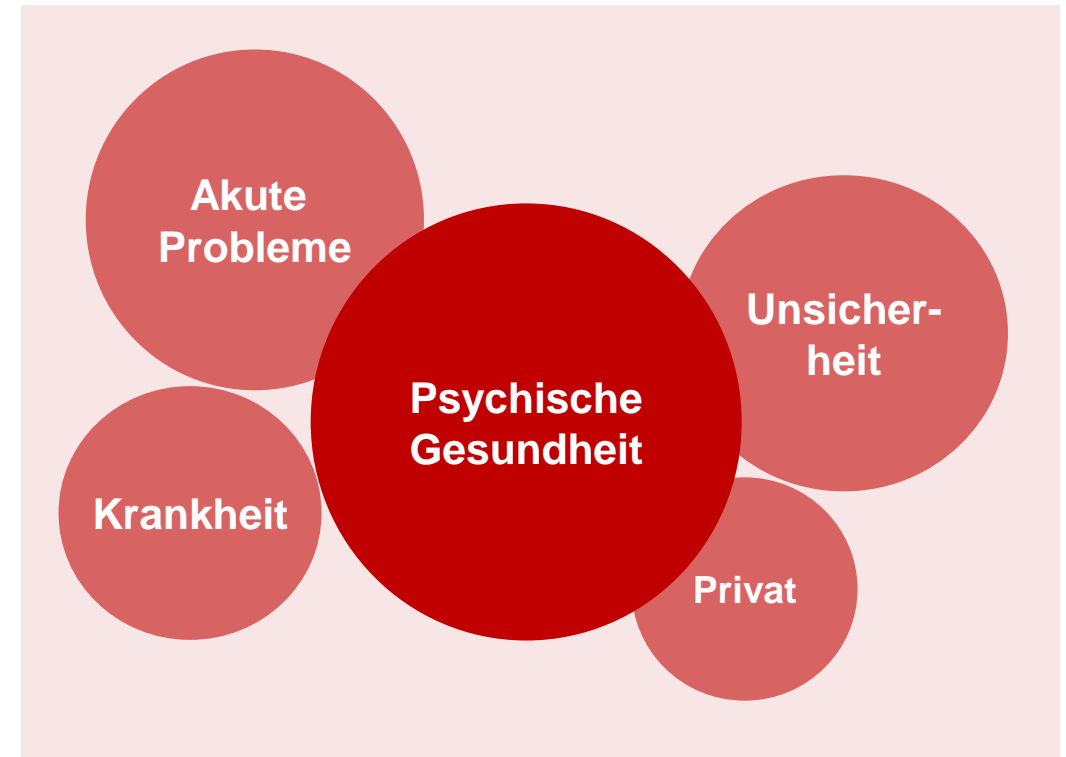 Akute
Probleme
Unsicher-
heit
Psychische
Gesundheit
Krankheit
Privat